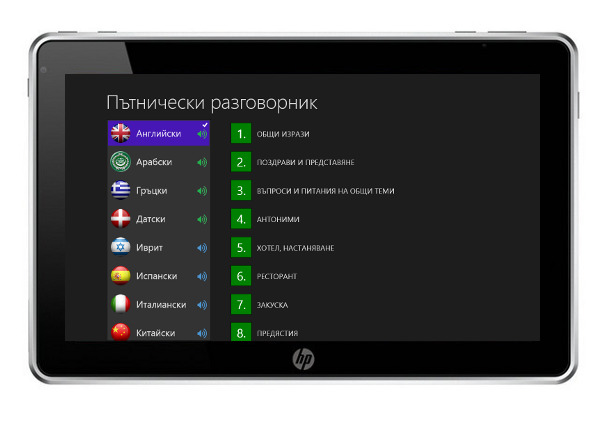 Пътнически разговорник
Английски
Арабски
Гръцки
Датски
Иврит
Испански
Италиански
Китайски
1. ОБЩИ ИЗРАЗИ
2. ПОЗДРАВИ И ПРЕДСТАВЯНЕ
3. ВЪПРОСИ И ПИТАНИЯ НА ОБЩИ ТЕМИ
4. АНТОНИМИ
5. ХОТЕЛ, НАСТАНЯВАНЕ
6. РЕСТОРАНТ
7. ЗАКУСКА
8. ПРЕДЯСТИЯ
hp